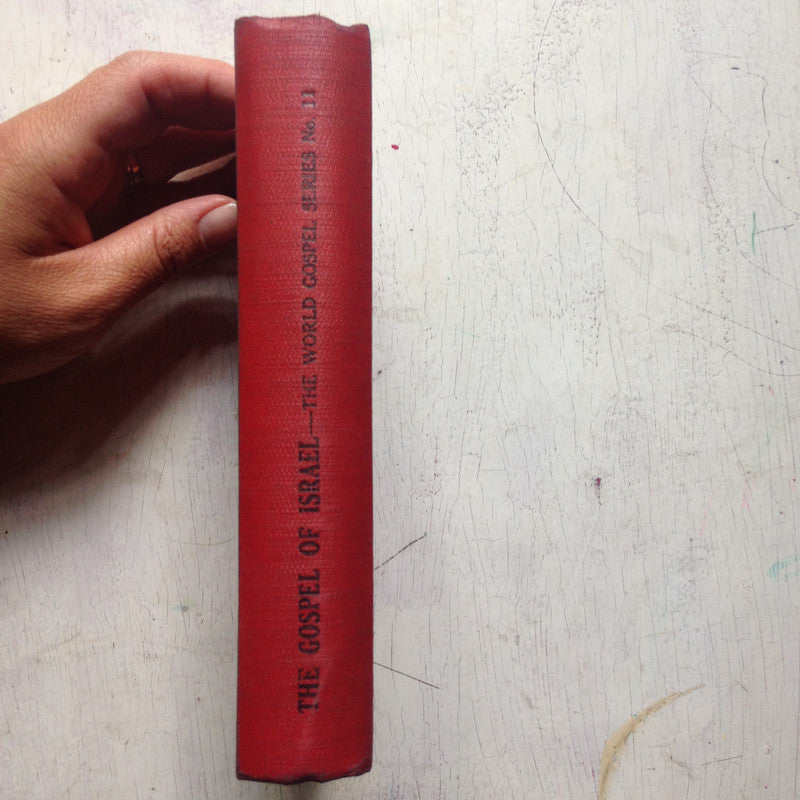 THE GOSPEL OF ISRAEL—THE WORLD GOSPEL SERIES No. 11